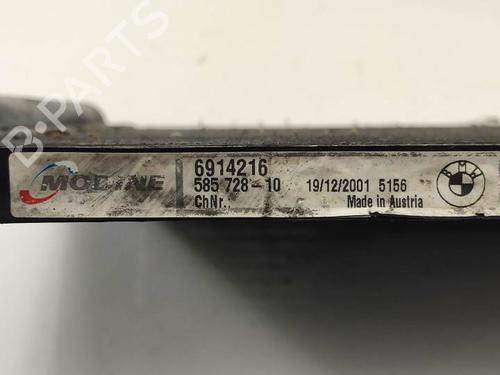 B-PARTS
MODINE
6914216
585 728-10 19/12/2001 5156
ChNr.. Made in Austria
BMW